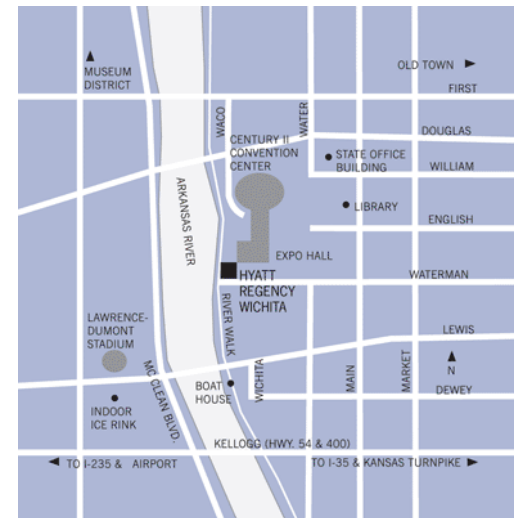 MUSEUM
DISTRICT
OLD TOWN
FIRST
WACO
WATER
DOUGLAS
CENTURY II
CONVENTION
CENTER
STATE OFFICE
BUILDING
WILLIAM
ARKANSAS RIVER
LIBRARY
ENGLISH
EXPO HALL
HYATT
REGENCY
WICHITA
WATERMAN
RIVER WALK
LAWRENCE-
DUMONT
STADIUM
LEWIS
N
MC CLEAN BLVD.
BOAT
HOUSE
WICHITA
MAIN
MARKET
DEWEY
INDOOR
ICE RINK
KELLOGG (HWY. 54 & 400)
TO I-235 & AIRPORT
TO I-35 & KANSAS TURNPIKE